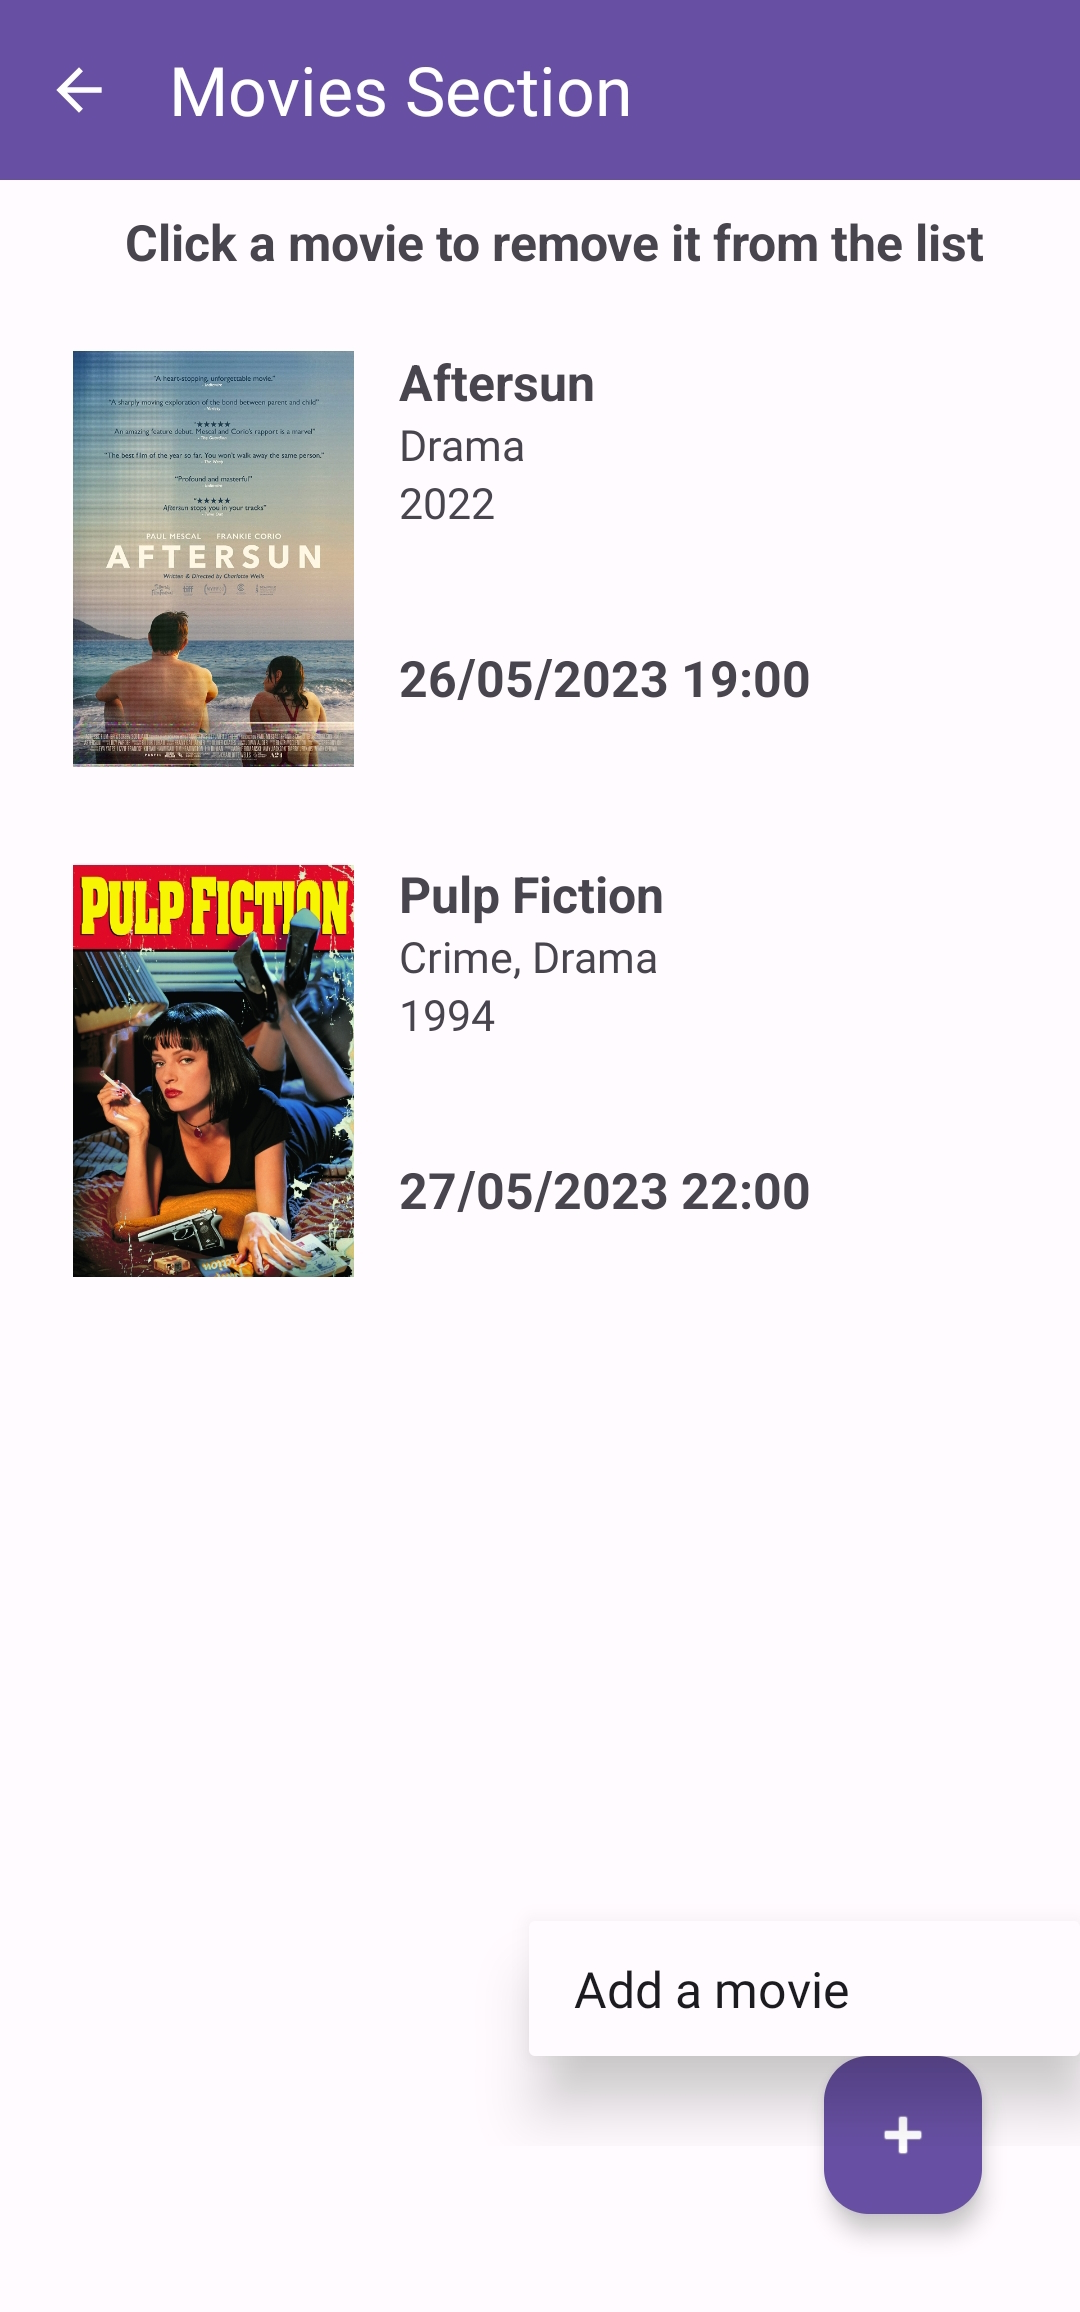 Movies Section
Click a movie to remove it from the list
"A heart-stopping, unforgettable movie."
"A sharply moving exploration of the bond between parent and child"
★★★★★
An amazing feature debut. Mescal and Corio's rapport is a marvel"
"The best film of the year so far. You won't walk away the same person."
"Profound and masterful"
"★★★★★
Aftersun stops you in your tracks"
PAUL MESCAL FRANKIE CORIO
AFTERSUN
Written & Directed by Charlotte Wells
Aftersun
Drama
2022
26/05/2023 19:00
PULP FICTION
Pulp Fiction
Crime, Drama
1994
27/05/2023 22:00
Add a movie